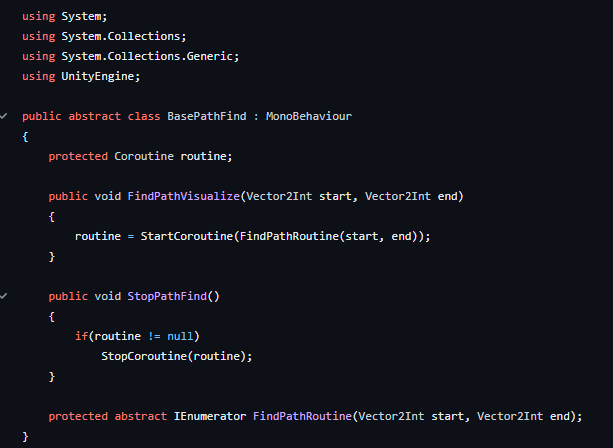 using System;
using System.Collections;
using System.Collections.Generic;
using UnityEngine;
public abstract class BasePathFind : MonoBehaviour
{
protected Coroutine routine;
public void FindPathVisualize(Vector2Int start, Vector2Int end)
{
routine = StartCoroutine(FindPathRoutine(start, end));
}
public void StopPathFind()
{
if(routine != null)
StopCoroutine(routine);
}
protected abstract IEnumerator FindPathRoutine(Vector2Int start, Vector2Int end);
}